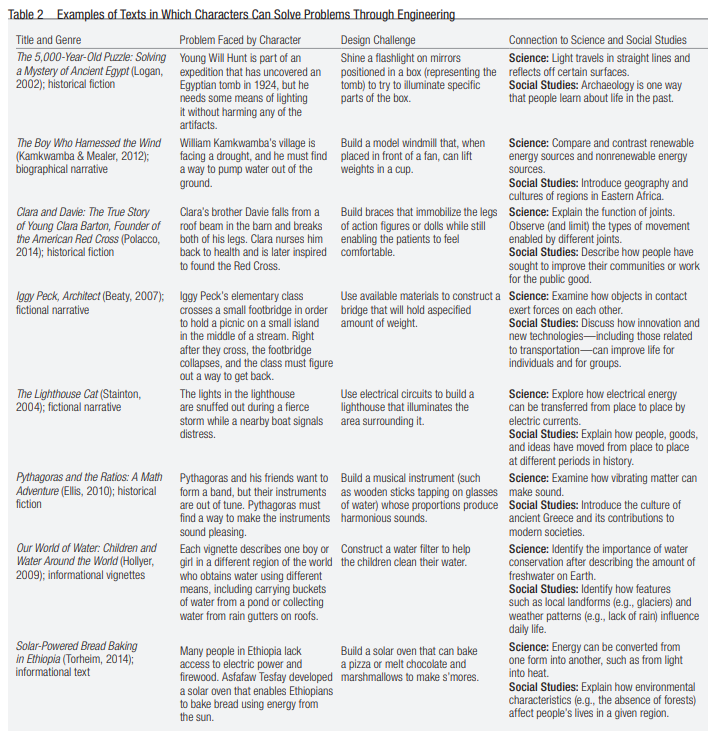 Table 2 Examples of Texts in Which Characters Can Solve Problems Through Engineering
Title and Genre
Problem Faced by Character
Design Challenge
Connection to Science and Social Studies
The 5,000-Year-Old Puzzle: Solving
a Mystery of Ancient Egypt (Logan,
2002); historical fiction
Young Will Hunt is part of an
expedition that has uncovered an
Egyptian tomb in 1924, but he
needs some means of lighting
it without harming any of the
artifacts.
Shine a flashlight on mirrors
positioned in a box (representing the
tomb) to try to illuminate specific
parts of the box.
Science: Light travels in straight lines and
reflects off certain surfaces.
Social Studies: Archaeology is one way
that people learn about life in the past.
The Boy Who Harnessed the Wind
(Kamkwamba & Mealer, 2012);
biographical narrative
William Kamkwamba's village is
facing a drought, and he must find
a way to pump water out of the
ground.
Build a model windmill that, when
placed in front of a fan, can lift
weights in a cup.
Science: Compare and contrast renewable
energy sources and nonrenewable energy
sources.
Social Studies: Introduce geography and
cultures of regions in Eastern Africa.
Clara and Davie: The True Story
of Young Clara Barton, Founder of
the American Red Cross (Polacco,
2014); historical fiction
Clara's brother Davie falls from a
roof beam in the barn and breaks
both of his legs. Clara nurses him
back to health and is later inspired
to found the Red Cross.
Build braces that immobilize the legs
of action figures or dolls while still
enabling the patients to feel
comfortable.
Science: Explain the function of joints.
Observe (and limit) the types of movement
enabled by different joints.
Social Studies: Describe how people have
sought to improve their communities or work
for the public good.
Iggy Peck, Architect (Beaty, 2007);
fictional narrative
Iggy Peck's elementary class
crosses a small footbridge in order
to hold a picnic on a small island
in the middle of a stream. Right
after they cross, the footbridge
collapses, and the class must figure
out a way to get back.
Use available materials to construct a
bridge that will hold aspecified
amount of weight.
Science: Examine how objects in contact
exert forces on each other.
Social Studies: Discuss how innovation and
new technologies—including those related
to transportation—can improve life for
individuals and for groups.
The Lighthouse Cat (Stainton,
2004); fictional narrative
The lights in the lighthouse
are snuffed out during a fierce
storm while a nearby boat signals
distress.
Use electrical circuits to build a
lighthouse that illuminates the
area surrounding it.
Science: Explore how electrical energy
can be transferred from place to place by
electric currents.
Social Studies: Explain how people, goods,
and ideas have moved from place to place
at different periods in history.
Pythagoras and the Ratios: A Math
Adventure (Ellis, 2010); historical
fiction
Pythagoras and his friends want to
form a band, but their instruments
are out of tune. Pythagoras must
find a way to make the instruments
sound pleasing.
Build a musical instrument (such
as wooden sticks tapping on glasses
of water) whose proportions produce
harmonious sounds.
Science: Examine how vibrating matter can
make sound.
Social Studies: Introduce the culture of
ancient Greece and its contributions to
modern societies.
Our World of Water: Children and
Water Around the World (Hollyer,
2009); informational vignettes
Each vignette describes one boy or
girl in a different region of the world
who obtains water using different
means, including carrying buckets
of water from a pond or collecting
water from rain gutters on roofs.
Construct a water filter to help
the children clean their water.
Science: Identify the importance of water
conservation after describing the amount of
freshwater on Earth.
Social Studies: Identify how features
such as local landforms (e.g., glaciers) and
weather patterns (e.g., lack of rain) influence
daily life.
Solar-Powered Bread Baking
in Ethiopia (Torheim, 2014);
informational text
Many people in Ethiopia lack
access to electric power and
firewood. Asfafaw Tesfay developed
a solar oven that enables Ethiopians
to bake bread using energy from
the sun.
Build a solar oven that can bake
a pizza or melt chocolate and
marshmallows to make s'mores.
Science: Energy can be converted from
one form into another, such as from light
into heat.
Social Studies: Explain how environmental
characteristics (e.g., the absence of forests)
affect people's lives in a given region.